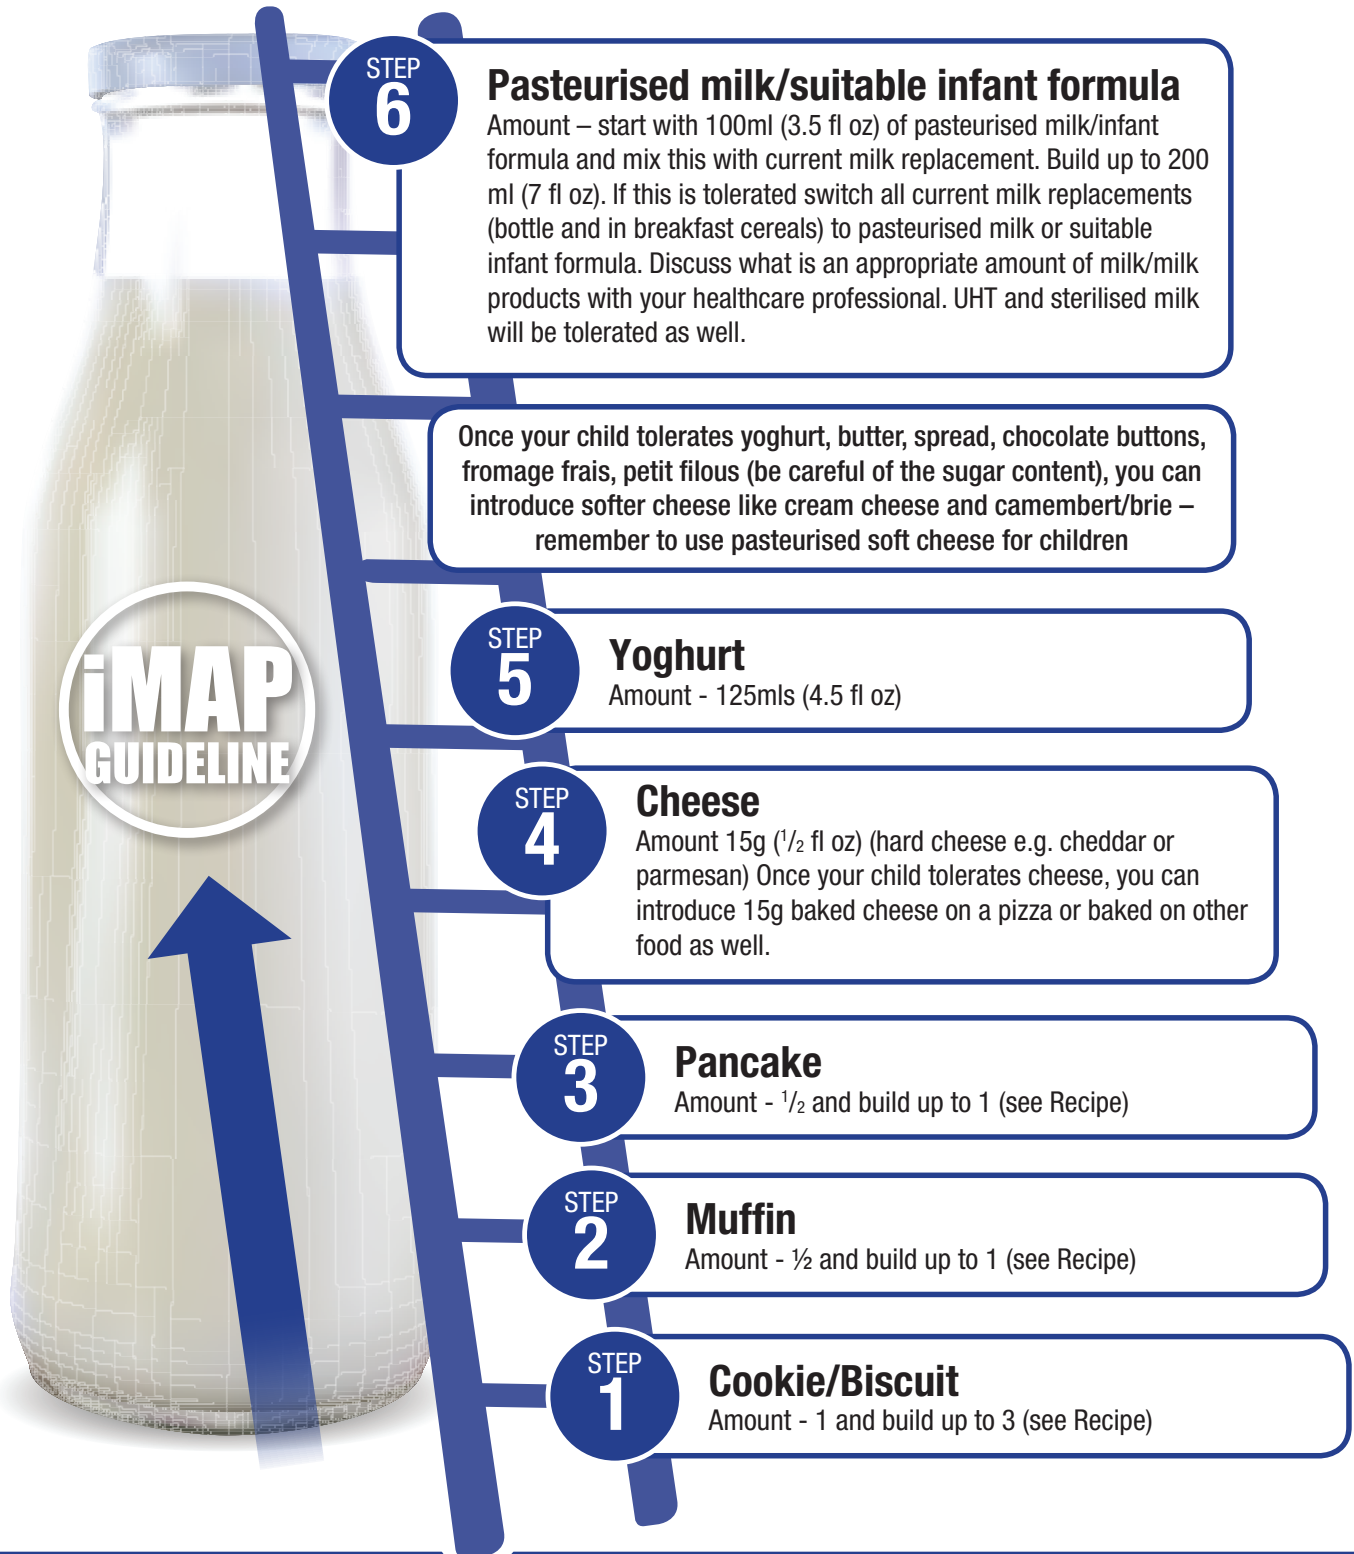 STEP
6
Pasteurised milk/suitable infant formula
Amount – start with 100ml (3.5 fl oz) of pasteurised milk/infant
formula and mix this with current milk replacement. Build up to 200
ml (7 fl oz). If this is tolerated switch all current milk replacements
(bottle and in breakfast cereals) to pasteurised milk or suitable
infant formula. Discuss what is an appropriate amount of milk/milk
products with your healthcare professional. UHT and sterilised milk
will be tolerated as well.
Once your child tolerates yoghurt, butter, spread, chocolate buttons,
fromage frais, petit filous (be careful of the sugar content), you can
introduce softer cheese like cream cheese and camembert/brie –
remember to use pasteurised soft cheese for children
iMAP
GUIDELINE
STEP
5
Yoghurt
Amount - 125mls (4.5 fl oz)
STEP
4
Cheese
Amount 15g (1/2 fl oz) (hard cheese e.g. cheddar or
parmesan) Once your child tolerates cheese, you can
introduce 15g baked cheese on a pizza or baked on other
food as well.
STEP
3
Pancake
Amount - 1/2 and build up to 1 (see Recipe)
STEP
2
Muffin
Amount - ½ and build up to 1 (see Recipe)
STEP
1
Cookie/Biscuit
Amount - 1 and build up to 3 (see Recipe)